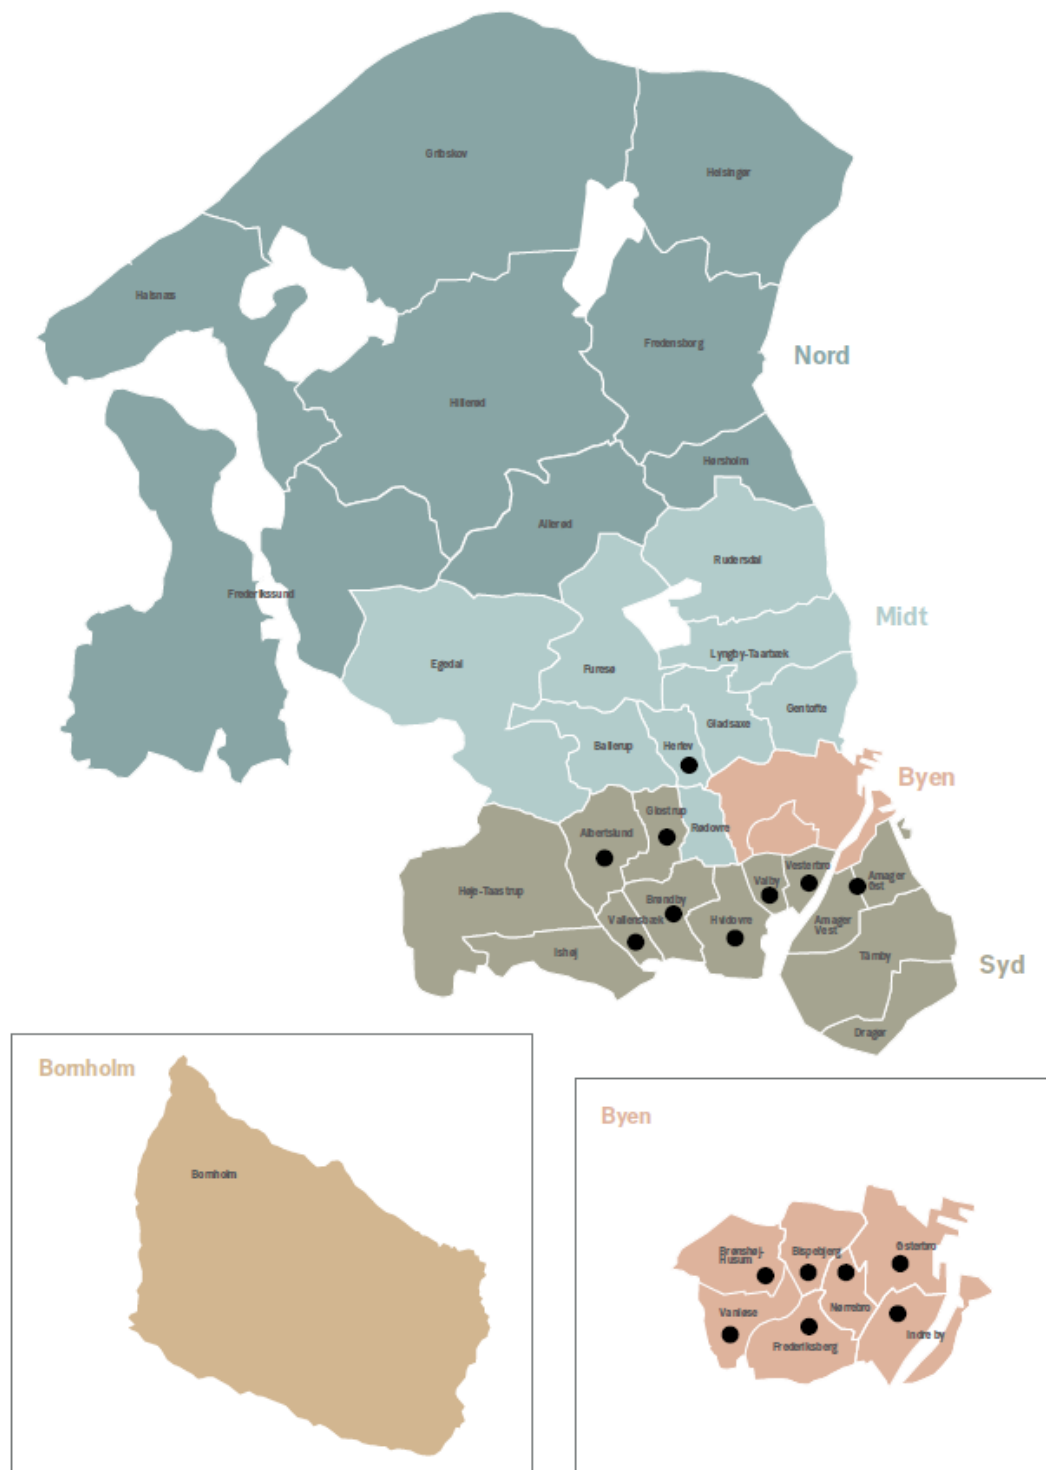 Gribskov
Helsingør
Halsnæs
Fredensborg
Nord
Hillerød
Hørsholm
Allerød
Rudersdal
Frederikssund
Midt
Lyngby-Taarbæk
Egedal
Furesø
Gentofte
Gladsaxe
Ballerup
Herlev
Byen
Glostrup
Rødovre
Albertslund
Vesterbro
Amager
Øst
Valby
Høje-Taastrup
Brøndby
Vallensbæk
Hvidovre
Amager
Vest
Ishøj
Tårnby
Syd
Dragør
Bornholm
Bornholm
Byen
Brønshøj-
Husum
Bispebjerg
Østerbro
Vanløse
Nørrebro
Indre by
Frederiksberg